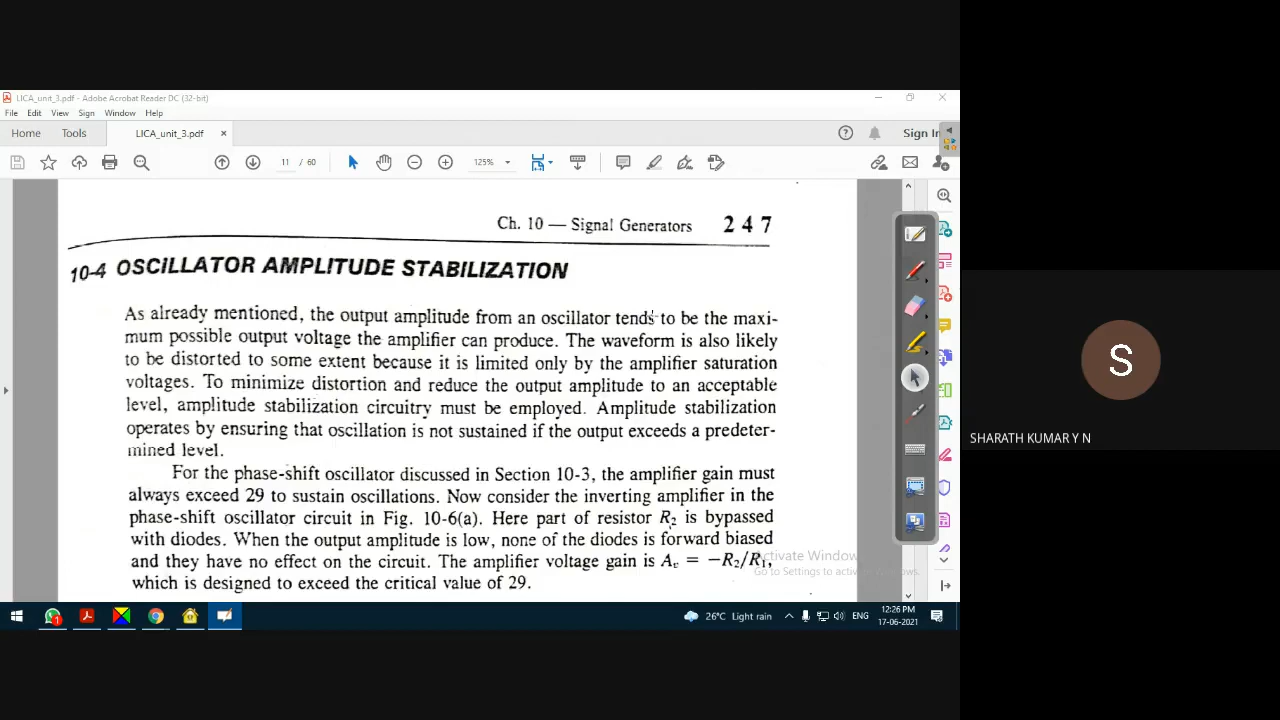 LICA_unit_3.pdf - Adobe Acrobat Reader DC (32-bit)
File Edit View Sign Window Help
Home Tools LICA_unit_3.pdf × Sign In
11 / 60 125%
Ch. 10 — Signal Generators 247
10-4 OSCILLATOR AMPLITUDE STABILIZATION
As already mentioned, the output amplitude from an oscillator tends to be the maxi-
mum possible output voltage the amplifier can produce. The waveform is also likely
to be distorted to some extent because it is limited only by the amplifier saturation
voltages. To minimize distortion and reduce the output amplitude to an acceptable
level, amplitude stabilization circuitry must be employed. Amplitude stabilization
operates by ensuring that oscillation is not sustained if the output exceeds a predeter-
mined level.
For the phase-shift oscillator discussed in Section 10-3, the amplifier gain must
always exceed 29 to sustain oscillations. Now consider the inverting amplifier in the
phase-shift oscillator circuit in Fig. 10-6(a). Here part of resistor R2 is bypassed
with diodes. When the output amplitude is low, none of the diodes is forward biased
and they have no effect on the circuit. The amplifier voltage gain is Av = −R2/R1,
which is designed to exceed the critical value of 29.
Activate Windows
Go to Settings to activate Windows.
S
SHARATH KUMAR Y N
26°C Light rain ENG 12:26 PM
17-06-2021